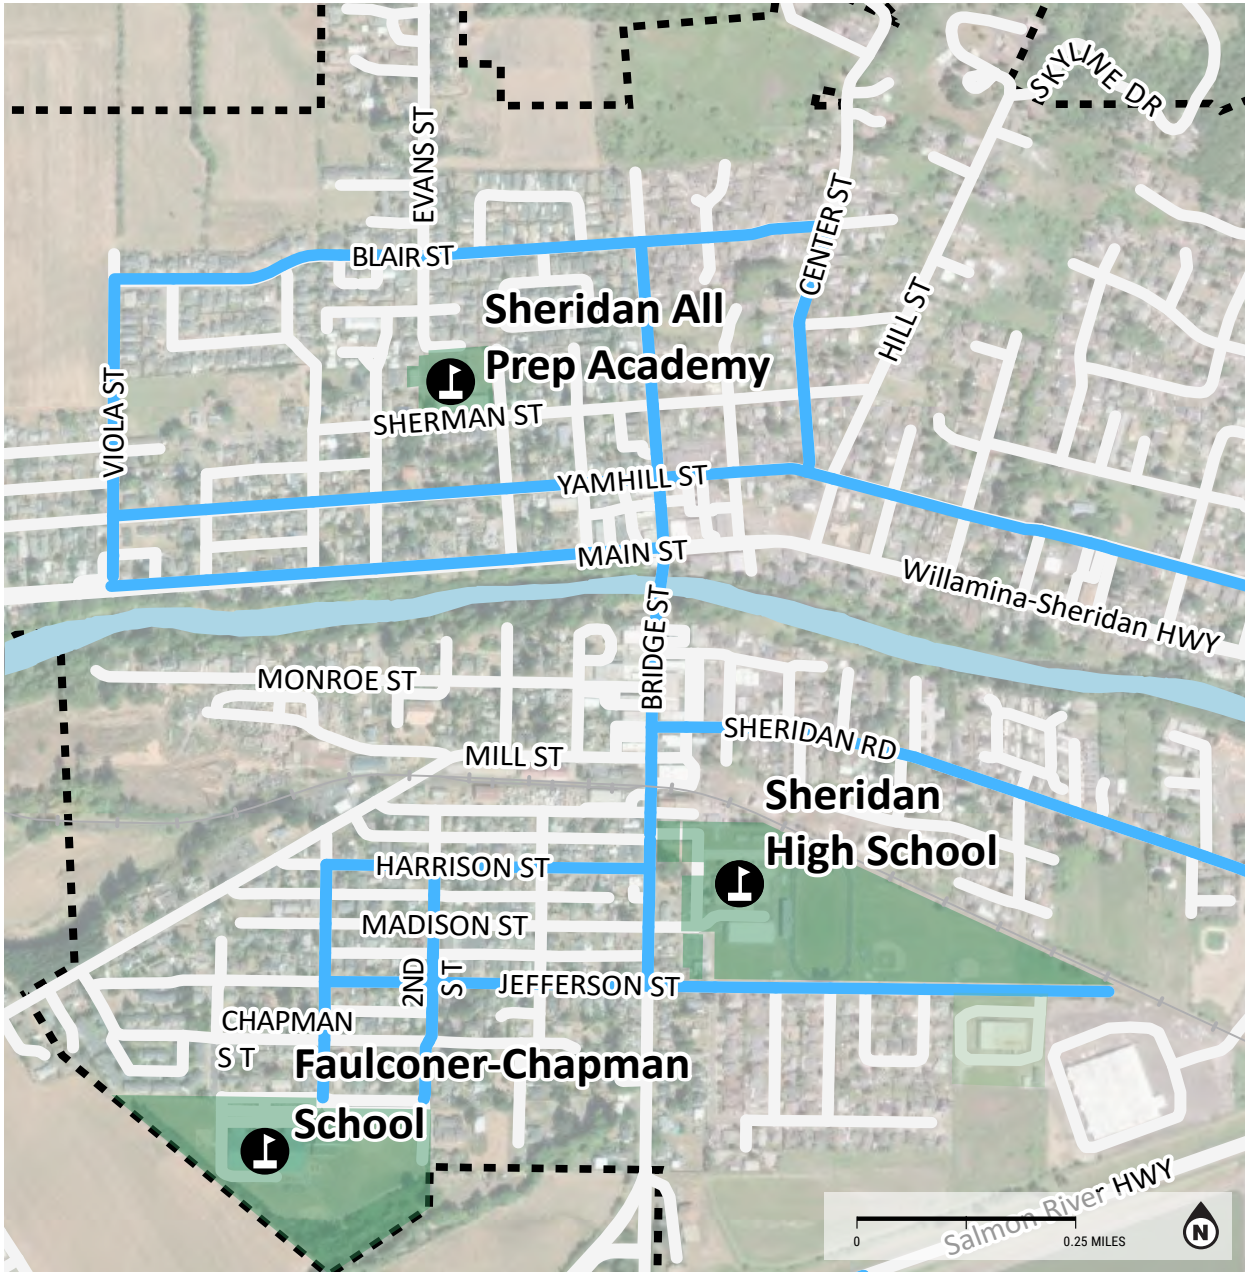 SKYLINE DR
EVANS ST
CENTER ST
BLAIR ST
HILL ST
Sheridan All
Prep Academy
VIOLA ST
SHERMAN ST
YAMHILL ST
MAIN ST
Willamina-Sheridan HWY
BRIDGE ST
MONROE ST
SHERIDAN RD
MILL ST
Sheridan
High School
HARRISON ST
MADISON ST
2ND
ST
JEFFERSON ST
CHAPMAN
ST
Faulconer-Chapman
School
Salmon River HWY
0
0.25 MILES
N